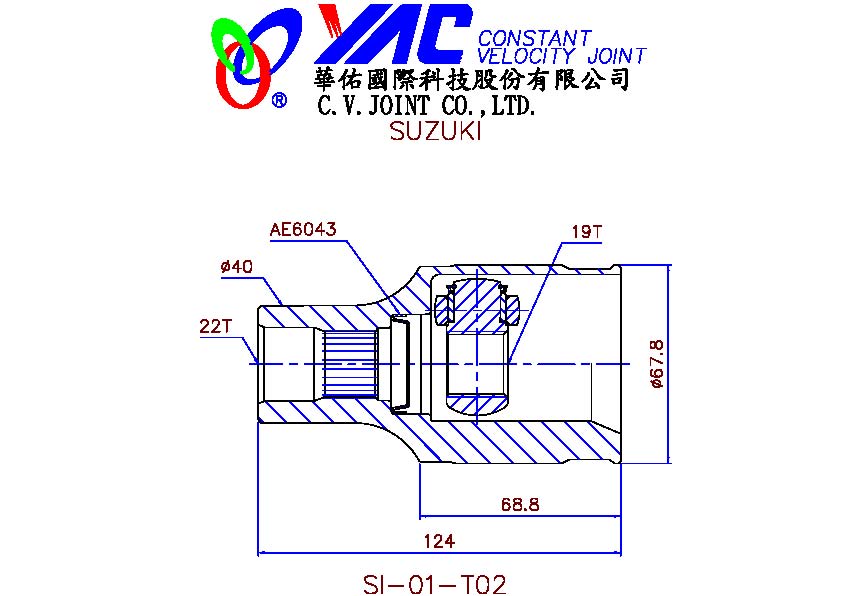 YAC CONSTANT
VELOCITY JOINT
®
華佑國際科技股份有限公司
C.V.JOINT CO.,LTD.
SUZUKI
AE6043
19T
ø40
22T
ø67.8
68.8
124
SI-01-T02